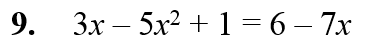 9. 3x – 5x² + 1 = 6 – 7x